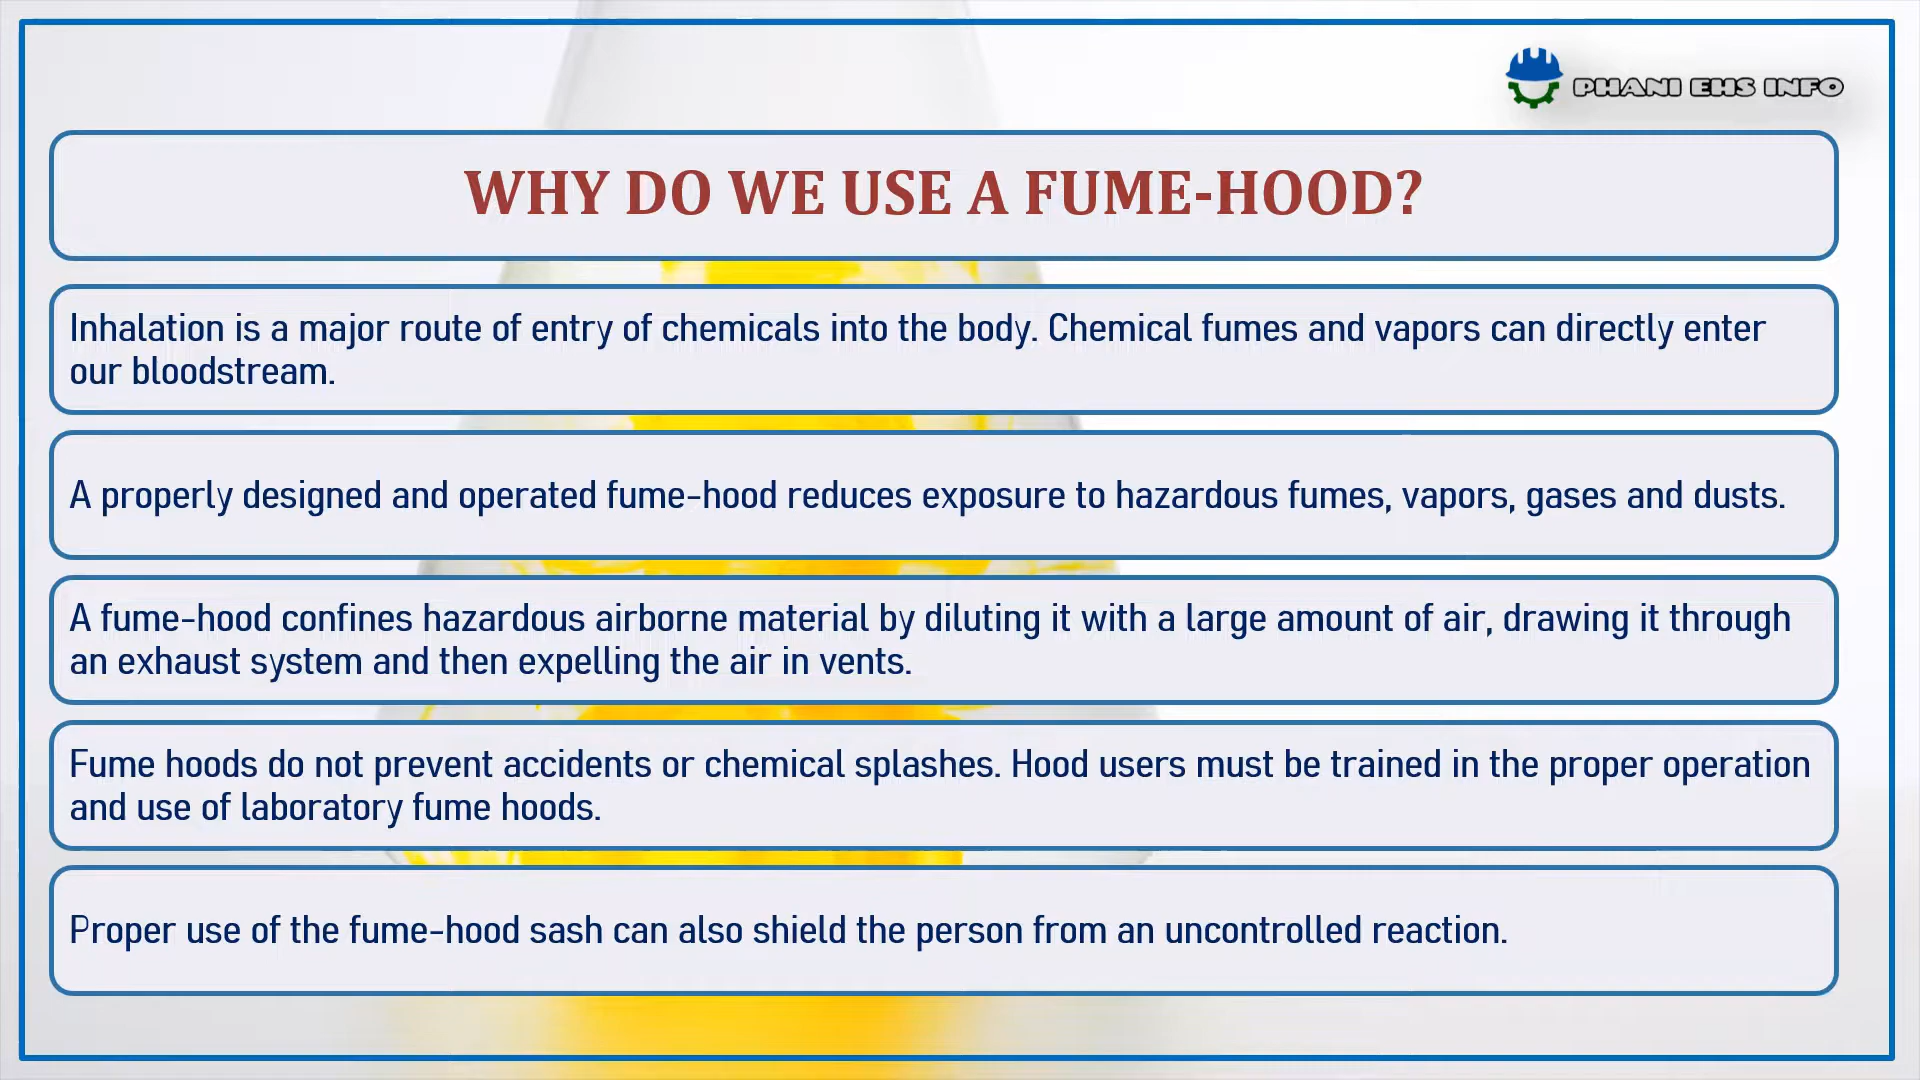 PHANI EHS INFO
WHY DO WE USE A FUME-HOOD?
Inhalation is a major route of entry of chemicals into the body. Chemical fumes and vapors can directly enter
our bloodstream.
A properly designed and operated fume-hood reduces exposure to hazardous fumes, vapors, gases and dusts.
A fume-hood confines hazardous airborne material by diluting it with a large amount of air, drawing it through
an exhaust system and then expelling the air in vents.
Fume hoods do not prevent accidents or chemical splashes. Hood users must be trained in the proper operation
and use of laboratory fume hoods.
Proper use of the fume-hood sash can also shield the person from an uncontrolled reaction.